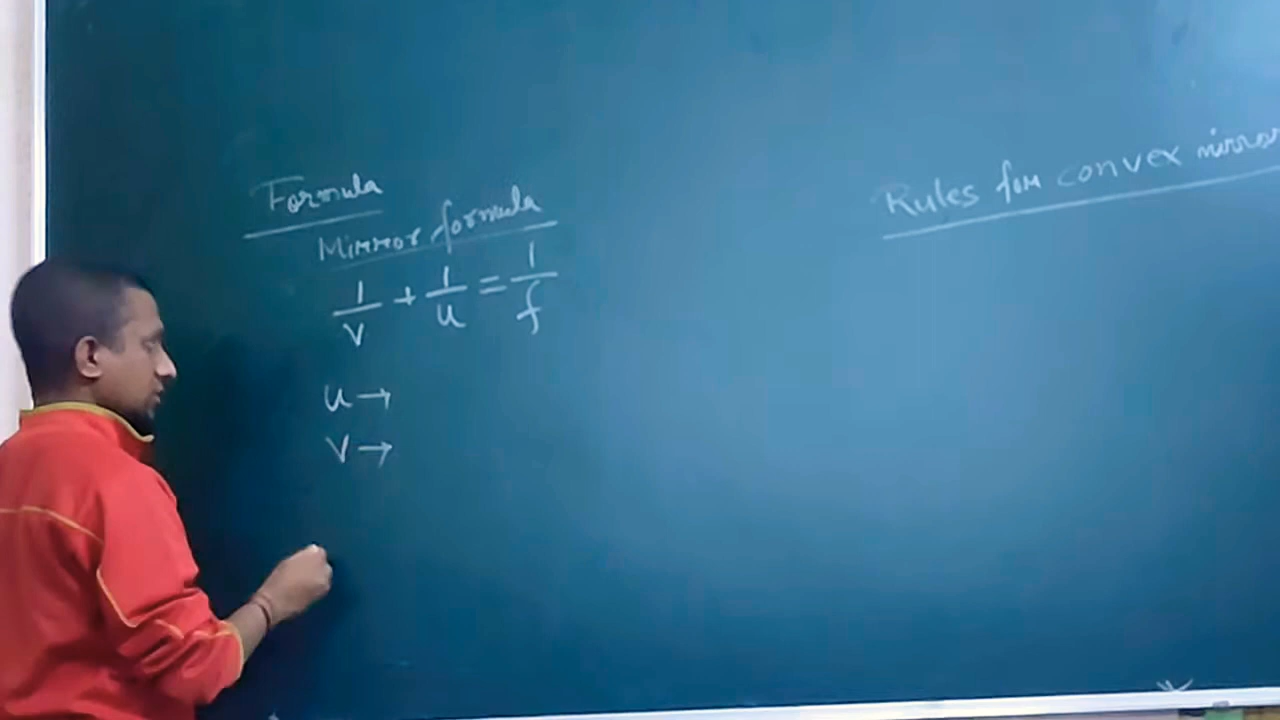 Formula
Mirror formula
1/v + 1/u = 1/f
u →
v →
Rules for convex mirror